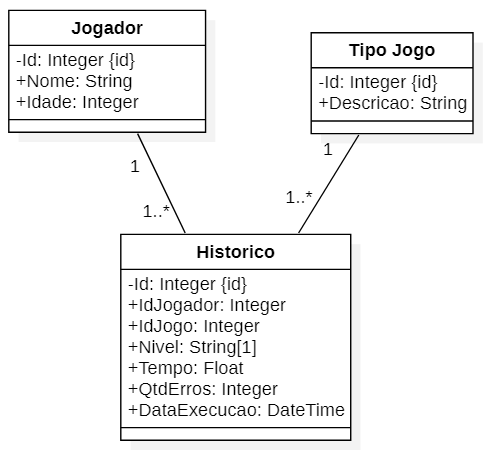 Jogador
-Id: Integer {id}
+Nome: String
+Idade: Integer
Tipo Jogo
-Id: Integer {id}
+Descricao: String
1
1..*
1
1..*
Historico
-Id: Integer {id}
+IdJogador: Integer
+IdJogo: Integer
+Nivel: String[1]
+Tempo: Float
+QtdErros: Integer
+DataExecucao: DateTime